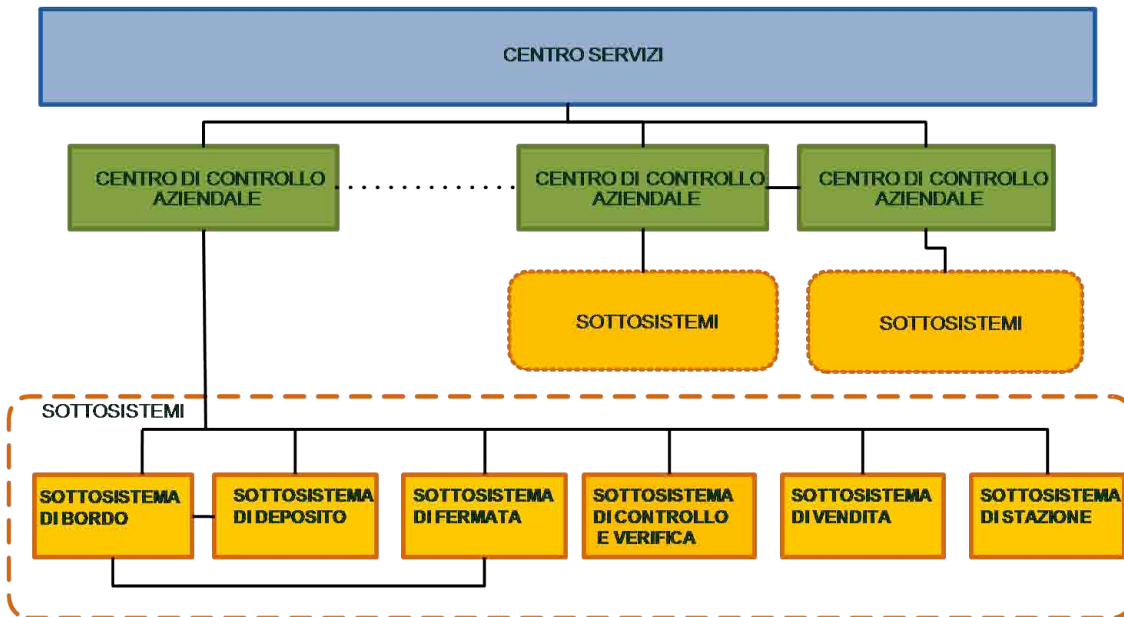 CENTRO SERVIZI
CENTRO DI CONTROLLO
AZIENDALE
CENTRO DI CONTROLLO
AZIENDALE
CENTRO DI CONTROLLO
AZIENDALE
SOTTOSISTEMI
SOTTOSISTEMI
SOTTOSISTEMI
SOTTOSISTEMA
DI BORDO
SOTTOSISTEMA
DI DEPOSITO
SOTTOSISTEMA
DI FERMATA
SOTTOSISTEMA
DI CONTROLLO
E VERIFICA
SOTTOSISTEMA
DI VENDITA
SOTTOSISTEMA
DI STAZIONE